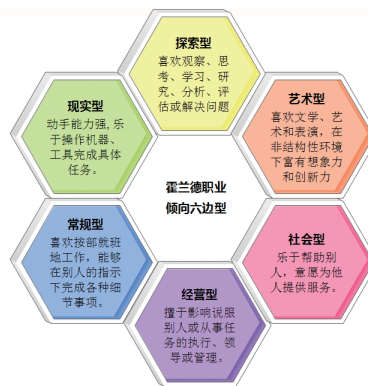 探索型
喜欢观察、思
考、学习、研
究、分析、评
估或解决问题
现实型
动手能力强,乐
于操作机器、
工具完成具体
任务。
艺术型
喜欢文学、艺
术和表演，在
非结构性环境
下富有想象力
和创新力
霍兰德职业
倾向六边型
常规型
喜欢按部就班
地工作，能够
在别人的指示
下完成各种细
节事项。
社会型
乐于帮助别
人，意愿为他
人提供服务。
经营型
擅于影响说服
别人或从事任
务的执行、领
导或管理。